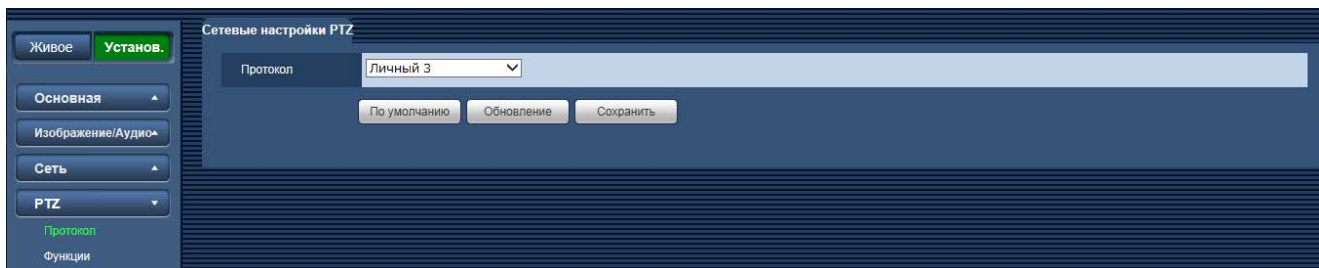 Живое Установ.
Основная
Изображение/Аудио
Сеть
PTZ
Протокол
Функции
Сетевые настройки PTZ
Протокол Личный 3
По умолчанию Обновление Сохранить